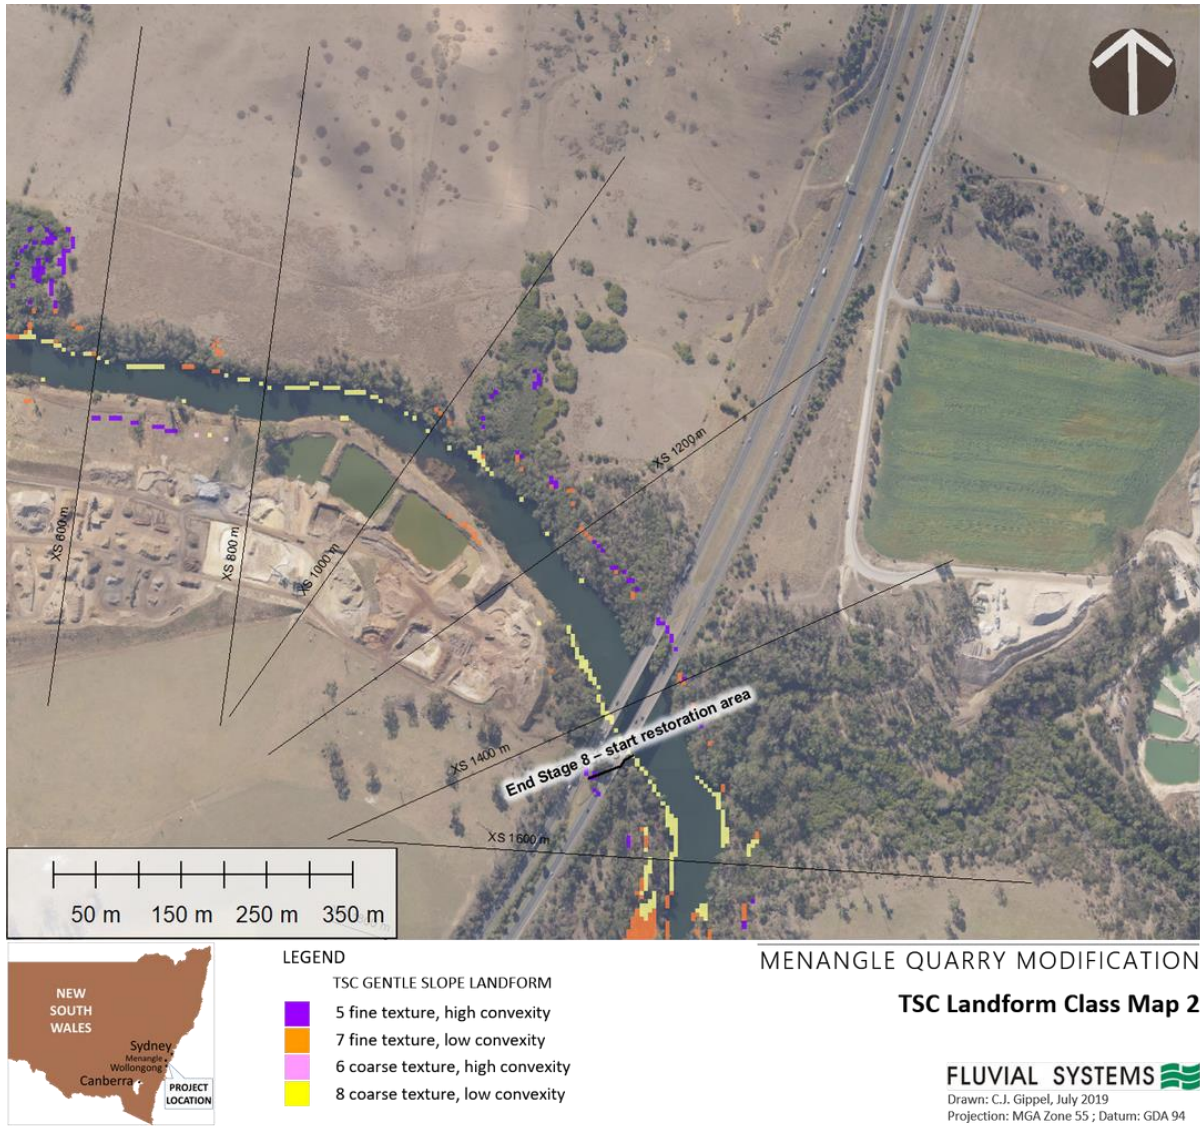 XS 1200 m
XS 600 m
XS 800 m
XS 1000 m
End Stage 8 – start restoration area
XS 1400 m
XS 1600 m
50 m 150 m 250 m 350 m
NEW
SOUTH
WALES
Sydney
Menangle
Wollongong
Canberra
PROJECT
LOCATION
LEGEND
TSC GENTLE SLOPE LANDFORM
5 fine texture, high convexity
7 fine texture, low convexity
6 coarse texture, high convexity
8 coarse texture, low convexity
MENANGLE QUARRY MODIFICATION
TSC Landform Class Map 2
FLUVIAL SYSTEMS
Drawn: C.J. Gippel, July 2019
Projection: MGA Zone 55 ; Datum: GDA 94